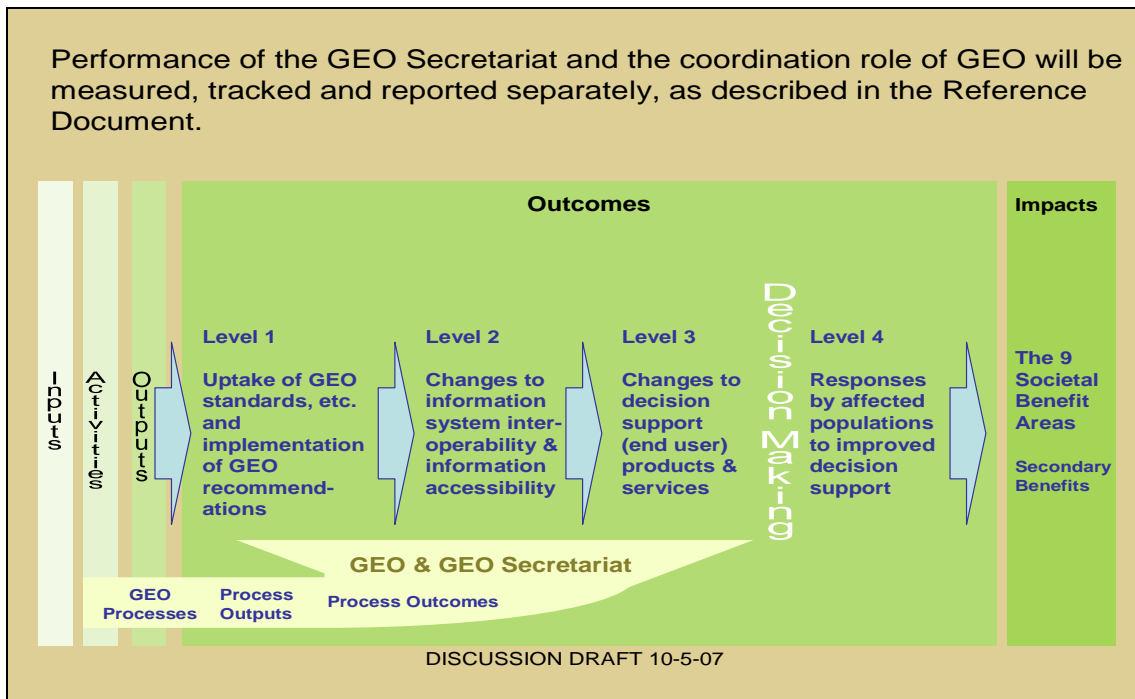 Performance of the GEO Secretariat and the coordination role of GEO will be
measured, tracked and reported separately, as described in the Reference
Document.
Inputs
Activities
Outputs
Outcomes
Level 1
Uptake of GEO
standards, etc.
and
implementation
of GEO
recommend-
ations
Level 2
Changes to
information
system inter-
operability &
information
accessibility
Level 3
Changes to
decision
support
(end user)
products &
services
Decision Making
Level 4
Responses
by affected
populations
to improved
decision
support
Impacts
The 9
Societal
Benefit
Areas
Secondary
Benefits
GEO & GEO Secretariat
GEO
Processes
Process
Outputs
Process Outcomes
DISCUSSION DRAFT 10-5-07